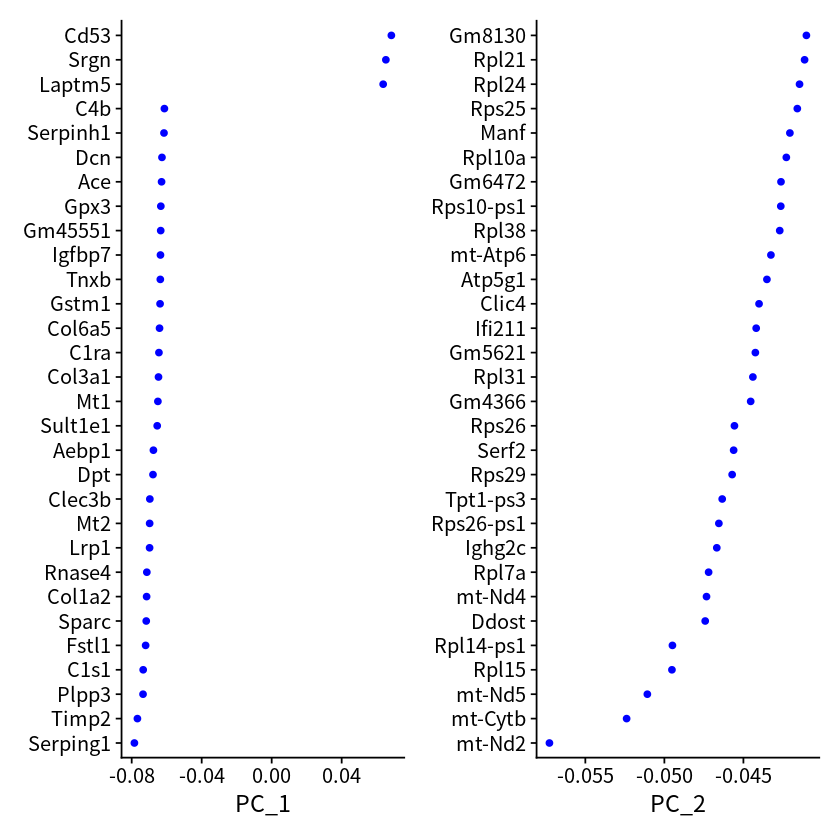 Cd53
Srgn
Laptm5
C4b
Serpinh1
Dcn
Ace
Gpx3
Gm45551
Igfbp7
Tnxb
Gstm1
Col6a5
C1ra
Col3a1
Mt1
Sult1e1
Aebp1
Dpt
Clec3b
Mt2
Lrp1
Rnase4
Col1a2
Sparc
Fstl1
C1s1
Plpp3
Timp2
Serping1
-0.08 -0.04 0.00 0.04
PC_1
Gm8130
Rpl21
Rpl24
Rps25
Manf
Rpl10a
Gm6472
Rps10-ps1
Rpl38
mt-Atp6
Atp5g1
Clic4
Ifi211
Gm5621
Rpl31
Gm4366
Rps26
Serf2
Rps29
Tpt1-ps3
Rps26-ps1
Ighg2c
Rpl7a
mt-Nd4
Ddost
Rpl14-ps1
Rpl15
mt-Nd5
mt-Cytb
mt-Nd2
-0.055 -0.050 -0.045
PC_2